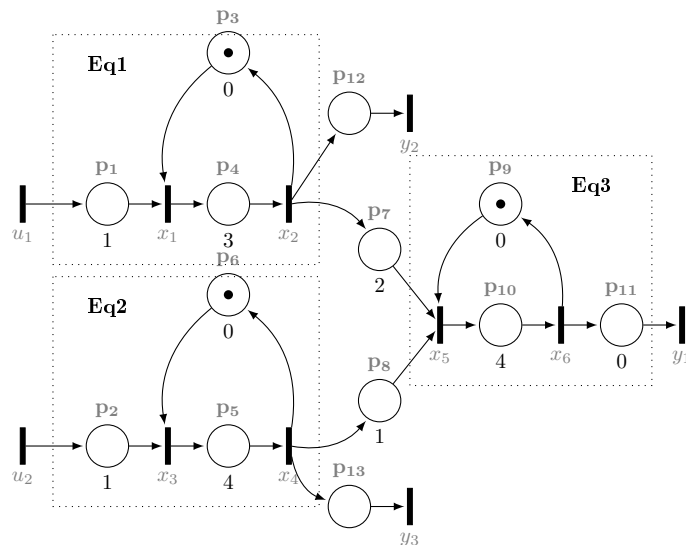 p₃
Eq1
0
p₁₂
y₂
p₁
p₄
p₉
Eq3
u₁
1
x₁
3
x₂
p₇
0
p₆
2
p₁₀
p₁₁
Eq2
0
x₅
4
x₆
0
y₁
p₈
p₂
p₅
1
u₂
1
x₃
4
x₄
p₁₃
y₃